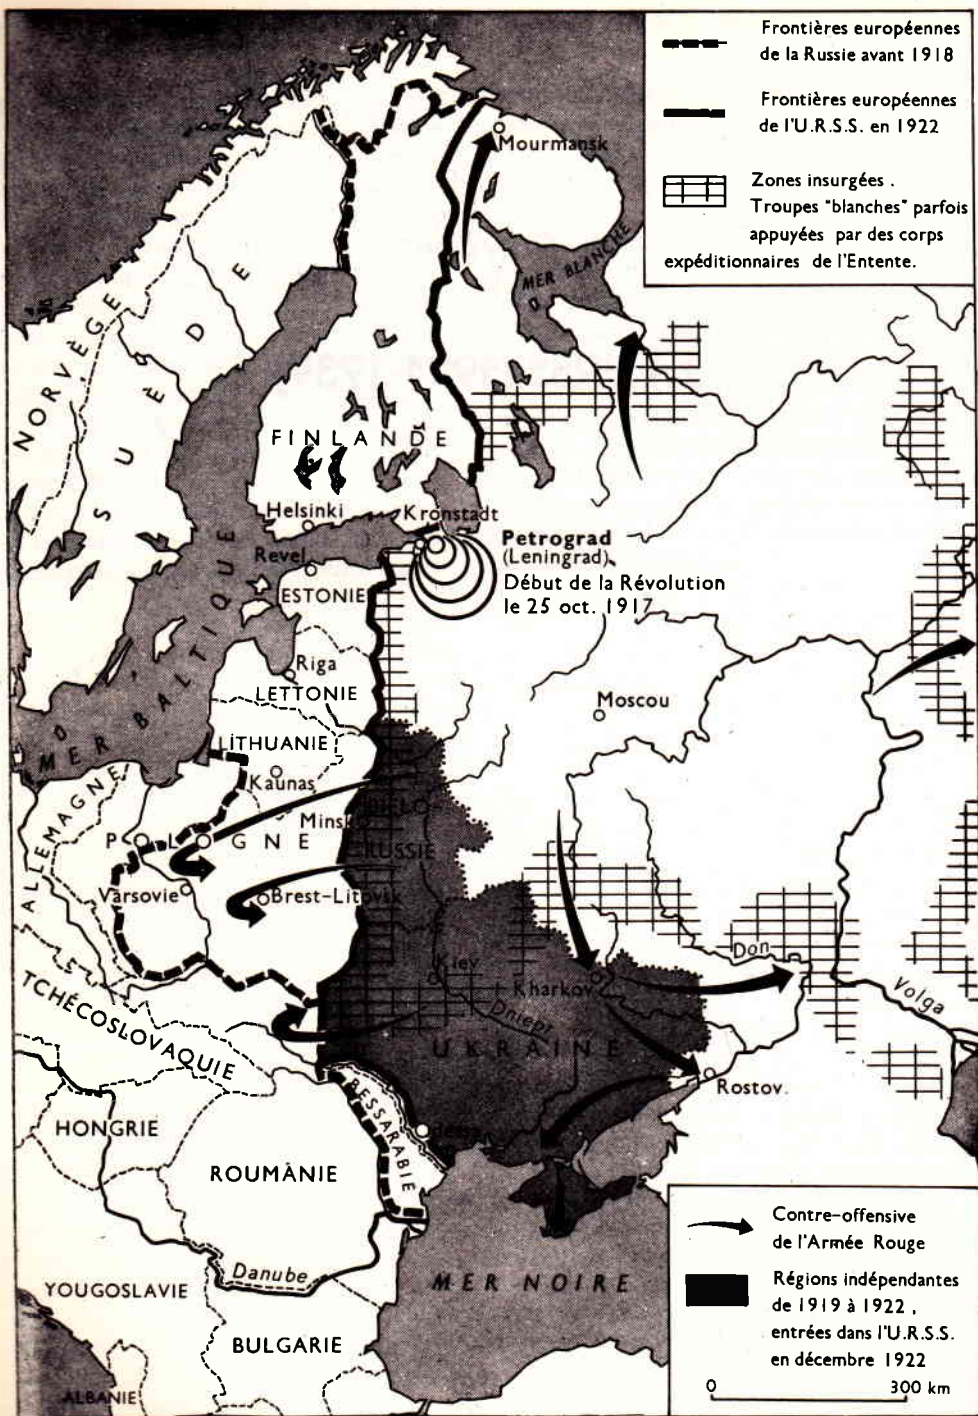 Frontières européennes
de la Russie avant 1918
Frontières européennes
de l'U.R.S.S. en 1922
Zones insurgées.
Troupes "blanches" parfois
appuyées par des corps
expéditionnaires de l'Entente.
Mourmansk
MER BLANCHE
NORVÈGE
SUÈDE
FINLANDE
Helsinki
Kronstadt
Petrograd
(Leningrad)
Début de la Révolution
le 25 oct. 1917
Revel
ESTONIE
MER BALTIQUE
Riga
LETTONIE
Moscou
LITHUANIE
Kaunas
ALLEMAGNE
POLOGNE
Minsk
BIELO-
RUSSIE
Varsovie
Brest-Litovsk
Kiev
Kharkov
Don
Volga
Dniepr
TCHÉCOSLOVAQUIE
UKRAINE
Rostov.
BESSARABIE
HONGRIE
ROUMÀNIE
Danube
YOUGOSLAVIE
MER NOIRE
BULGARIE
ALBANIE
Contre-offensive
de l'Armée Rouge
Régions indépendantes
de 1919 à 1922,
entrées dans l'U.R.S.S.
en décembre 1922
0 300 km